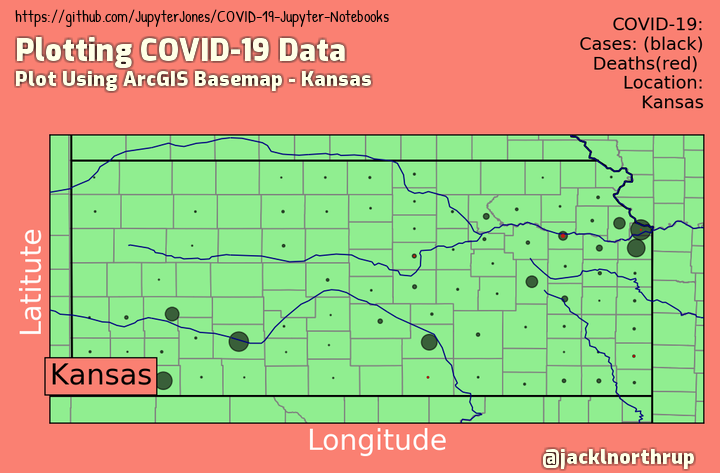 https://github.com/JupyterJones/COVID-19-Jupyter-Notebooks
Plotting COVID-19 Data
Plot Using ArcGIS Basemap - Kansas
COVID-19:
Cases: (black)
Deaths(red)
Location:
Kansas
Latitute
Kansas
Longitude
@jacklnorthrup